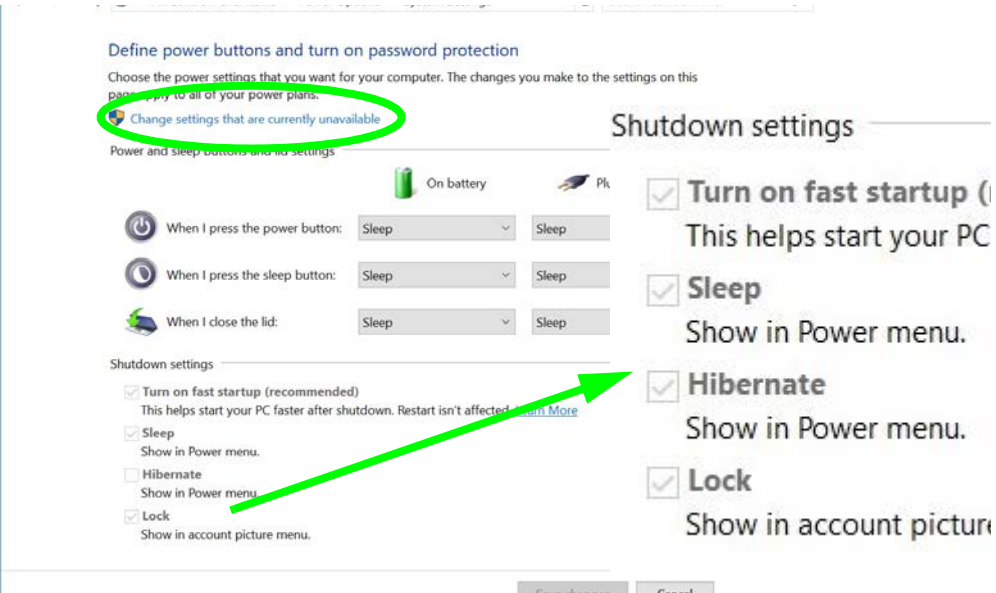 Define power buttons and turn on password protection
Choose the power settings that you want for your computer. The changes you make to the settings on this
page apply to all of your power plans.
Change settings that are currently unavailable
Power and sleep buttons and lid settings
On battery
When I press the power button: Sleep Sleep
When I press the sleep button: Sleep Sleep
When I close the lid: Sleep Sleep
Shutdown settings
Turn on fast startup (recommended)
This helps start your PC faster after shutdown. Restart isn't affected. Learn More
Sleep
Show in Power menu.
Hibernate
Show in Power menu.
Lock
Show in account picture menu.
Cancel
Shutdown settings
Turn on fast startup (
This helps start your PC
Sleep
Show in Power menu.
Hibernate
Show in Power menu.
Lock
Show in account picture